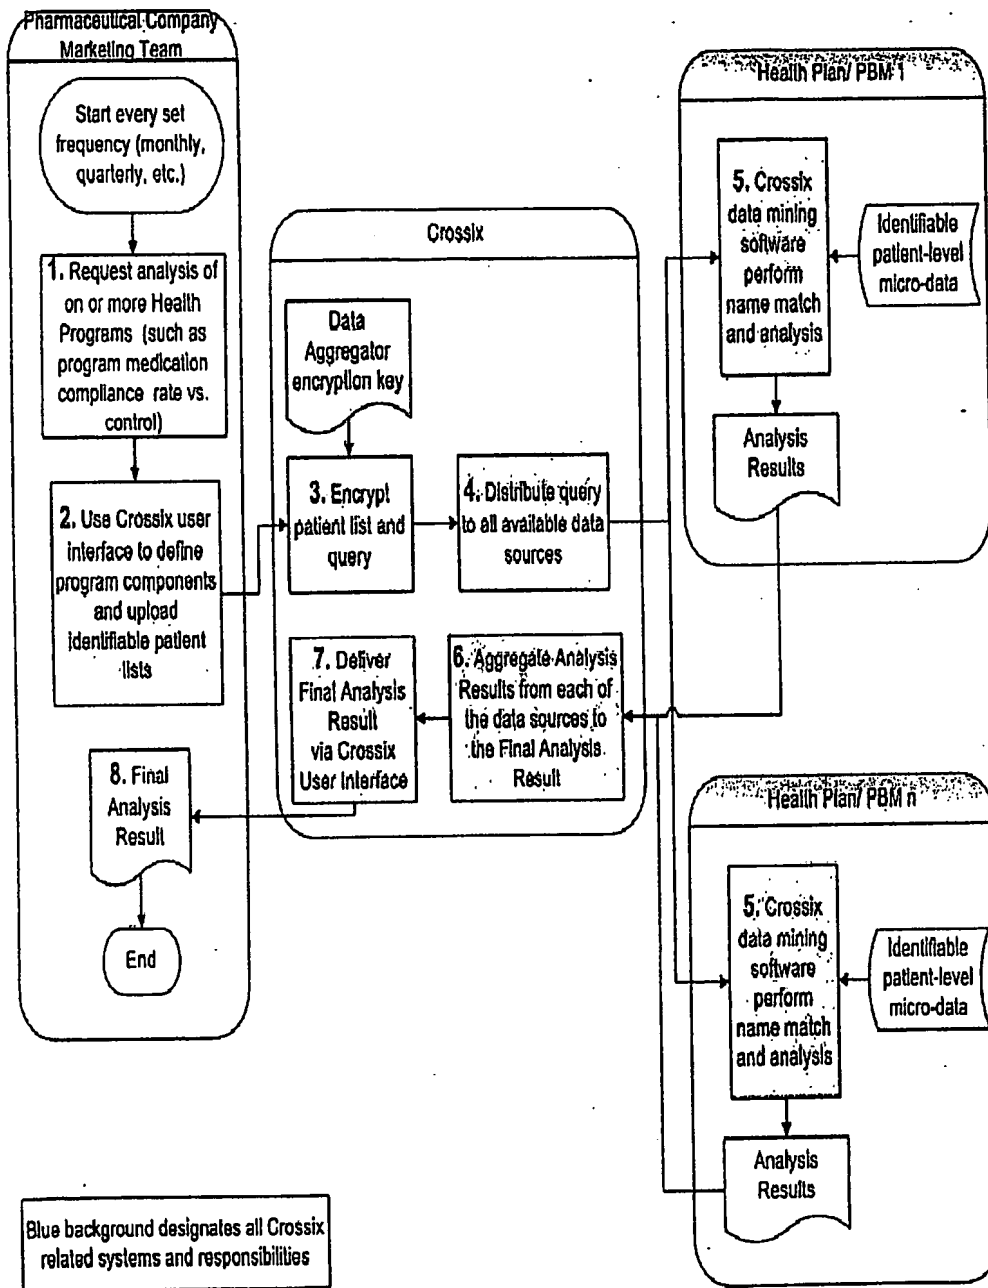 Pharmaceutical Company
Marketing Team
Start every set
frequency (monthly,
quarterly, etc.)
1. Request analysis of
on or more Health
Programs (such as
program medication
compliance rate vs.
control)
2. Use Crossix user
interface to define
program components
and upload
identifiable patient
lists
8. Final
Analysis
Result
End
Crossix
Data
Aggregator
encryption key
3. Encrypt
patient list and
query
4. Distribute query
to all available data
sources
7. Deliver
Final Analysis
Result
via Crossix
User Interface
6. Aggregate Analysis
Results from each of
the data sources to
the Final Analysis
Result
Health Plan/ PBM 1
5. Crossix
data mining
software
perform
name match
and analysis
Identifiable
patient-level
micro-data
Analysis
Results
Health Plan/ PBM n
5. Crossix
data mining
software
perform
name match
and analysis
Identifiable
patient-level
micro-data
Analysis
Results
Blue background designates all Crossix
related systems and responsibilities